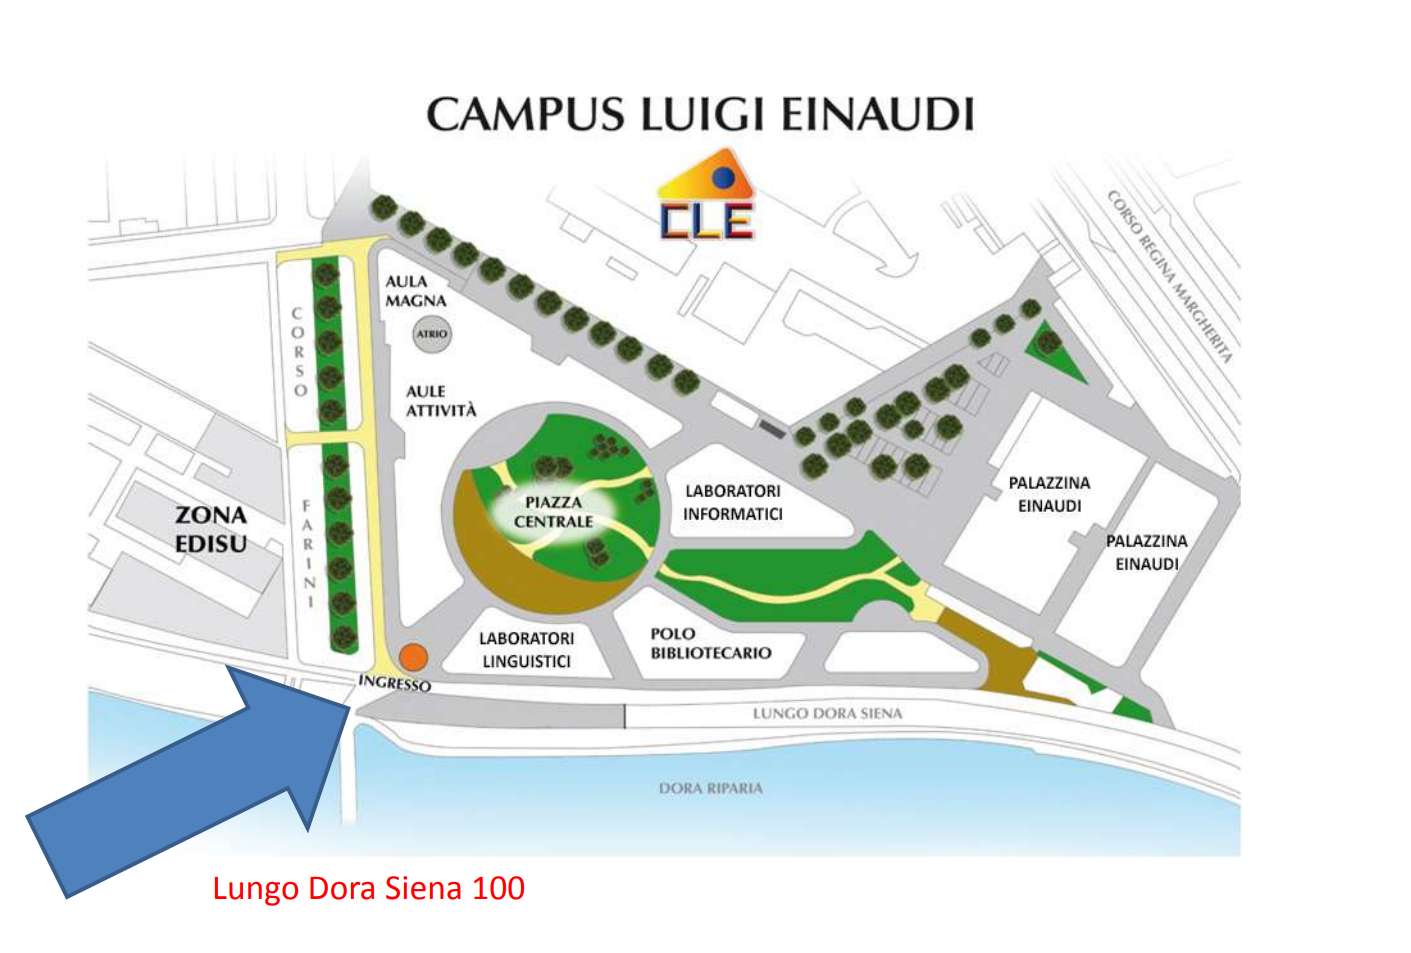 CAMPUS LUIGI EINAUDI
CLE
CORSO REGINA MARGHERITA
AULA
MAGNA
ATRIO
CORSO
FARINI
AULE
ATTIVITÀ
PIAZZA
CENTRALE
LABORATORI
INFORMATICI
PALAZZINA
EINAUDI
PALAZZINA
EINAUDI
ZONA
EDISU
LABORATORI
LINGUISTICI
POLO
BIBLIOTECARIO
INGRESSO
LUNGO DORA SIENA
DORA RIPARIA
Lungo Dora Siena 100